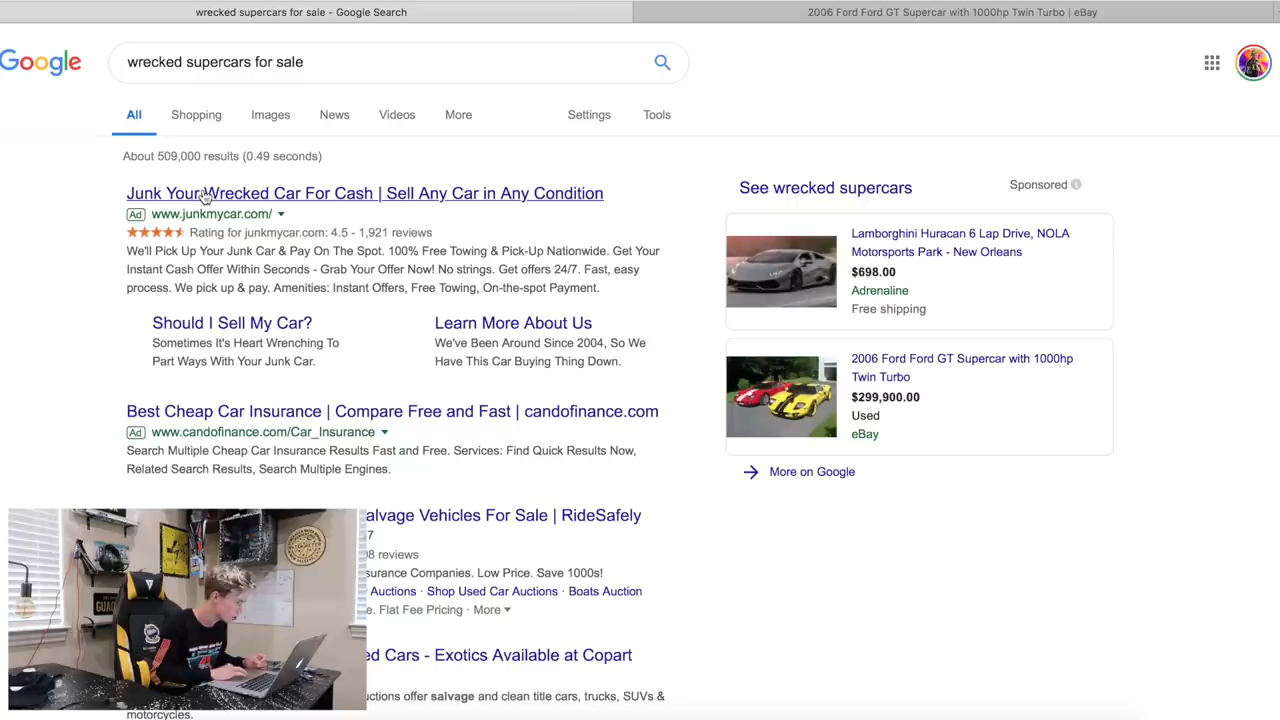 wrecked supercars for sale - Google Search
2006 Ford Ford GT Supercar with 1000hp Twin Turbo | eBay
Google
wrecked supercars for sale
All
Shopping
Images
News
Videos
More
Settings
Tools
About 509,000 results (0.49 seconds)
Junk Your Wrecked Car For Cash | Sell Any Car in Any Condition
Ad www.junkmycar.com/
Rating for junkmycar.com: 4.5 - 1,921 reviews
We'll Pick Up Your Junk Car & Pay On The Spot. 100% Free Towing & Pick-Up Nationwide. Get Your
Instant Cash Offer Within Seconds - Grab Your Offer Now! No strings. Get offers 24/7. Fast, easy
process. We pick up & pay. Amenities: Instant Offers, Free Towing, On-the-spot Payment.
Should I Sell My Car?
Sometimes It's Heart Wrenching To
Part Ways With Your Junk Car.
Learn More About Us
We've Been Around Since 2004, So We
Have This Car Buying Thing Down.
Best Cheap Car Insurance | Compare Free and Fast | candofinance.com
Ad www.candofinance.com/Car_Insurance
Search Multiple Cheap Car Insurance Results Fast and Free. Services: Find Quick Results Now,
Related Search Results, Search Multiple Engines.
alvage Vehicles For Sale | RideSafely
7
98 reviews
surance Companies. Low Price. Save 1000s!
Auctions · Shop Used Car Auctions · Boats Auction
e. Flat Fee Pricing · More
ed Cars - Exotics Available at Copart
uctions offer salvage and clean title cars, trucks, SUVs &
motorcycles.
See wrecked supercars
Sponsored
Lamborghini Huracan 6 Lap Drive, NOLA
Motorsports Park - New Orleans
$698.00
Adrenaline
Free shipping
2006 Ford Ford GT Supercar with 1000hp
Twin Turbo
$299,900.00
Used
eBay
More on Google